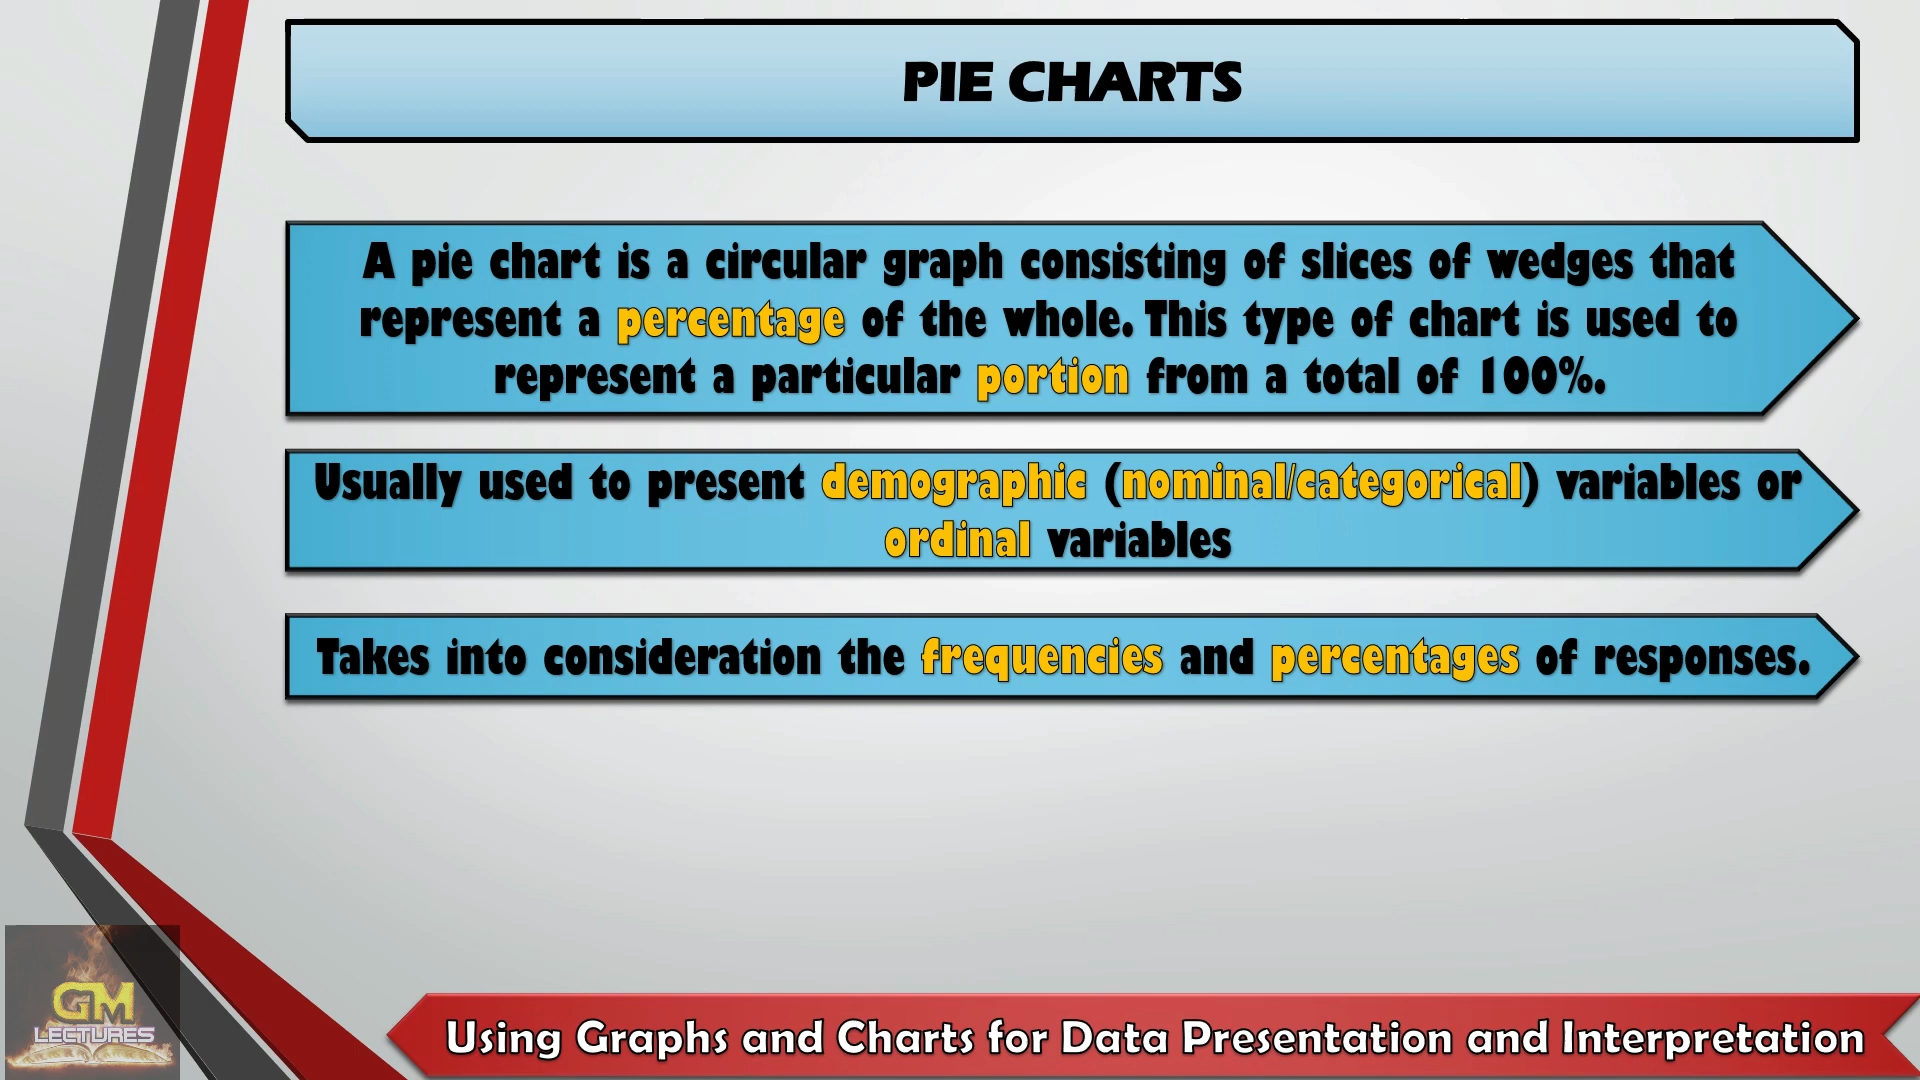 PIE CHARTS
A pie chart is a circular graph consisting of slices of wedges that
represent a percentage of the whole. This type of chart is used to
represent a particular portion from a total of 100%.
Usually used to present demographic (nominal/categorical) variables or
ordinal variables
Takes into consideration the frequencies and percentages of responses.
GM
LECTURES
Using Graphs and Charts for Data Presentation and Interpretation